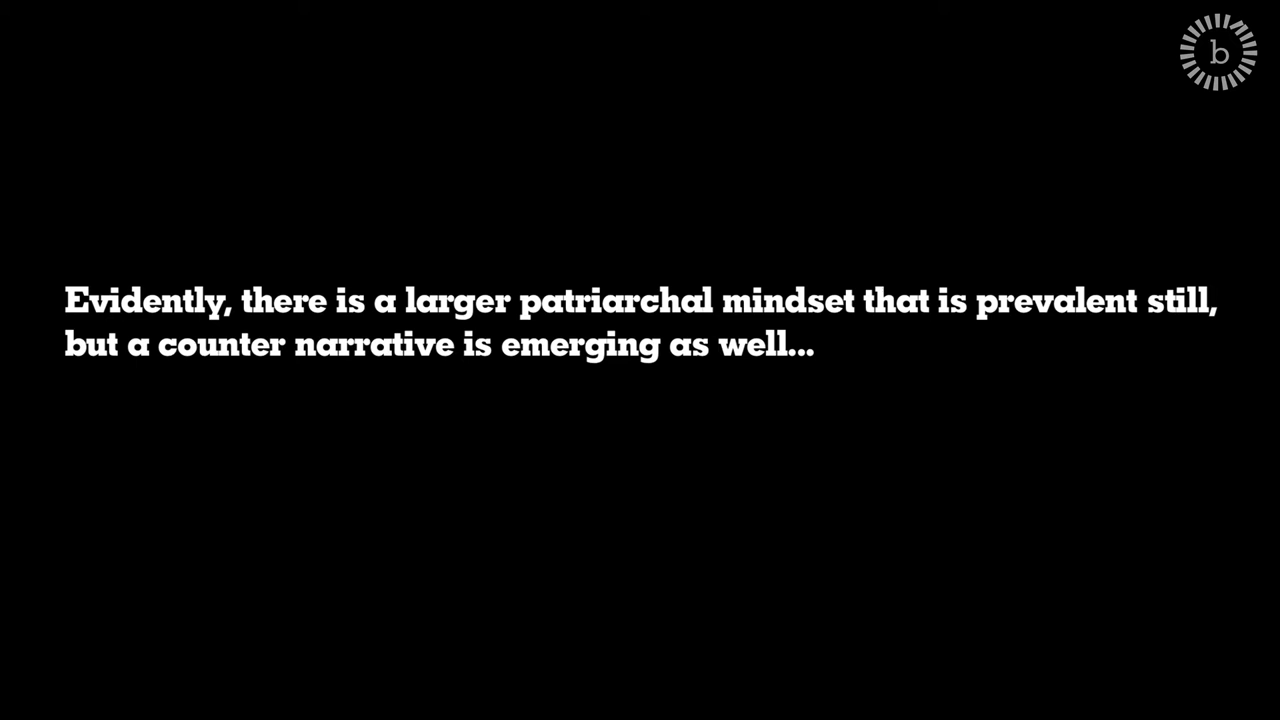 b
Evidently, there is a larger patriarchal mindset that is prevalent still,
but a counter narrative is emerging as well...